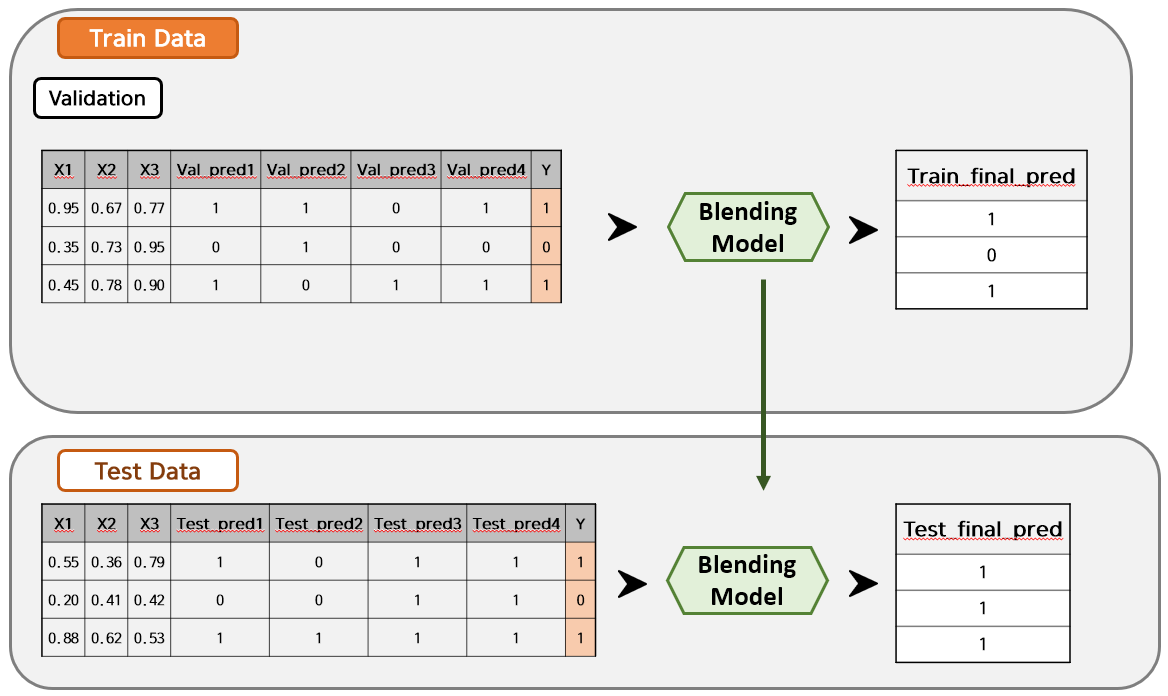 Train Data
Validation
X1 X2 X3 Val_pred1 Val_pred2 Val_pred3 Val_pred4 Y
0.95 0.67 0.77 1 1 0 1 1
0.35 0.73 0.95 0 1 0 0 0
0.45 0.78 0.90 1 0 1 1 1
Blending
Model
Train_final_pred
1
0
1
Test Data
X1 X2 X3 Test_pred1 Test_pred2 Test_pred3 Test_pred4 Y
0.55 0.36 0.79 1 0 1 1 1
0.20 0.41 0.42 0 0 1 1 0
0.88 0.62 0.53 1 1 1 1 1
Blending
Model
Test_final_pred
1
1
1